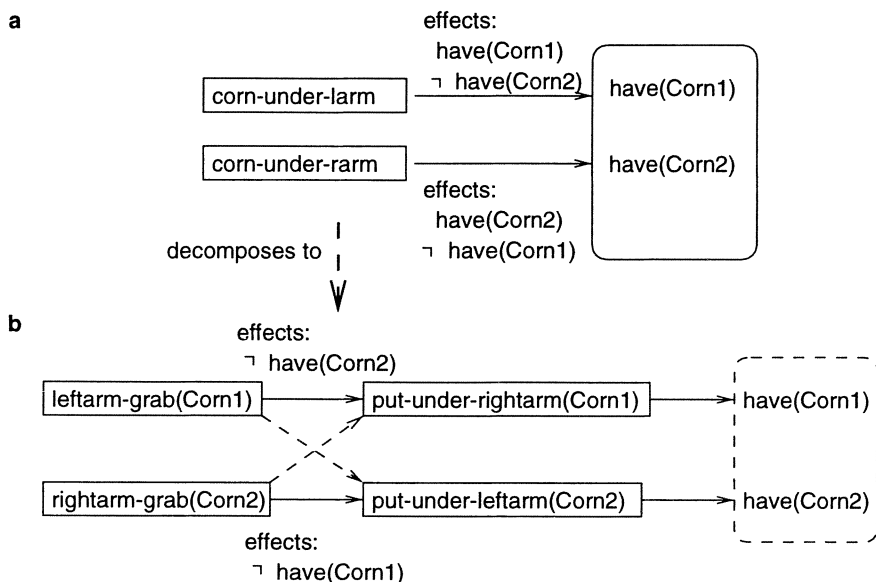 a
effects:
have(Corn1)
¬ have(Corn2)
corn-under-larm
have(Corn1)
corn-under-rarm
have(Corn2)
effects:
have(Corn2)
¬ have(Corn1)
decomposes to
b
effects:
¬ have(Corn2)
leftarm-grab(Corn1)
put-under-rightarm(Corn1)
have(Corn1)
rightarm-grab(Corn2)
put-under-leftarm(Corn2)
have(Corn2)
effects:
¬ have(Corn1)